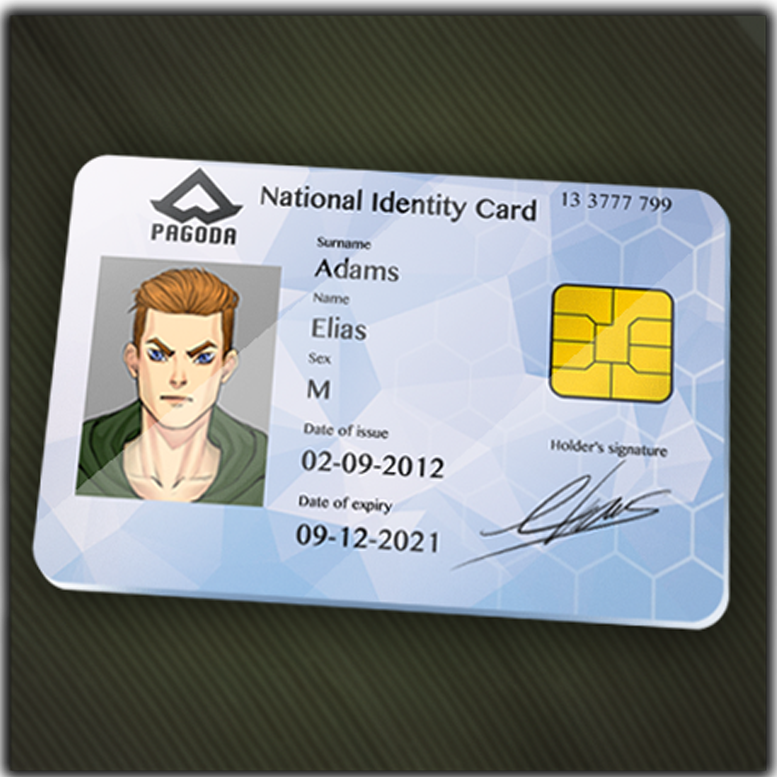 National Identity Card
13 3777 799
PAGODA
Surname
Adams
Name
Elias
Sex
M
Date of issue
02-09-2012
Date of expiry
09-12-2021
Holder's signature